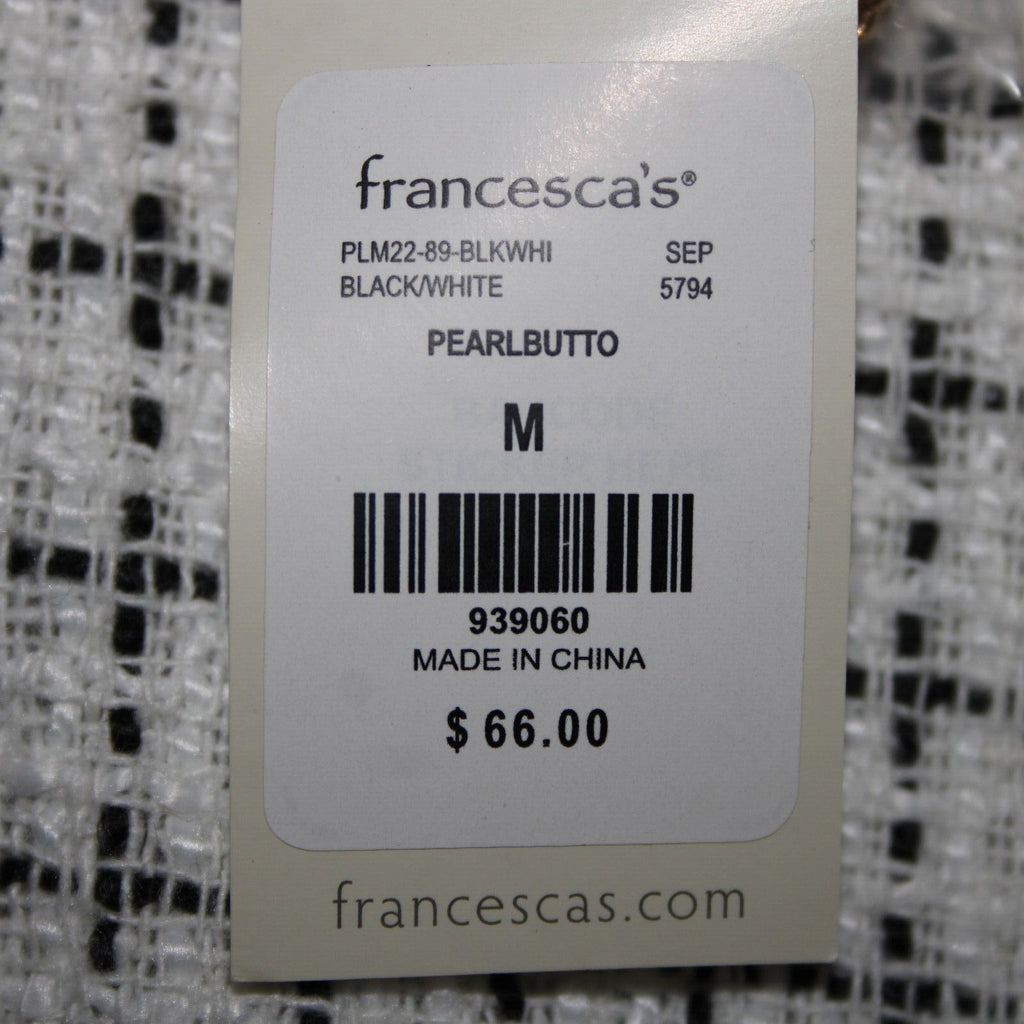 francesca's®
PLM22-89-BLKWHI SEP
BLACK/WHITE 5794
PEARLBUTTO
M
939060
MADE IN CHINA
$ 66.00
francescas.com